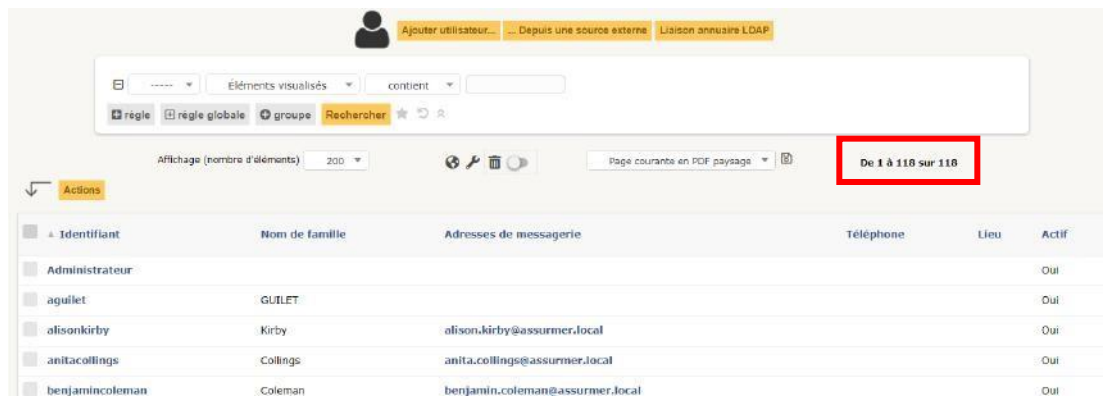 Ajouter utilisateur... ... Depuis une source externe Liaison annuaire LDAP
----- Éléments visualisés contient
règle règle globale groupe Rechercher
Affichage (nombre d'éléments) 200 Page courante en PDF paysage De 1 à 118 sur 118
Actions
Identifiant Nom de famille Adresses de messagerie Téléphone Lieu Actif
Administrateur Oui
aguilet GUILET Oui
alisonkirby Kirby alison.kirby@assurmer.local Oui
anitacollings Collings anita.collings@assurmer.local Oui
benjamincoleman Coleman benjamin.coleman@assurmer.local Oui